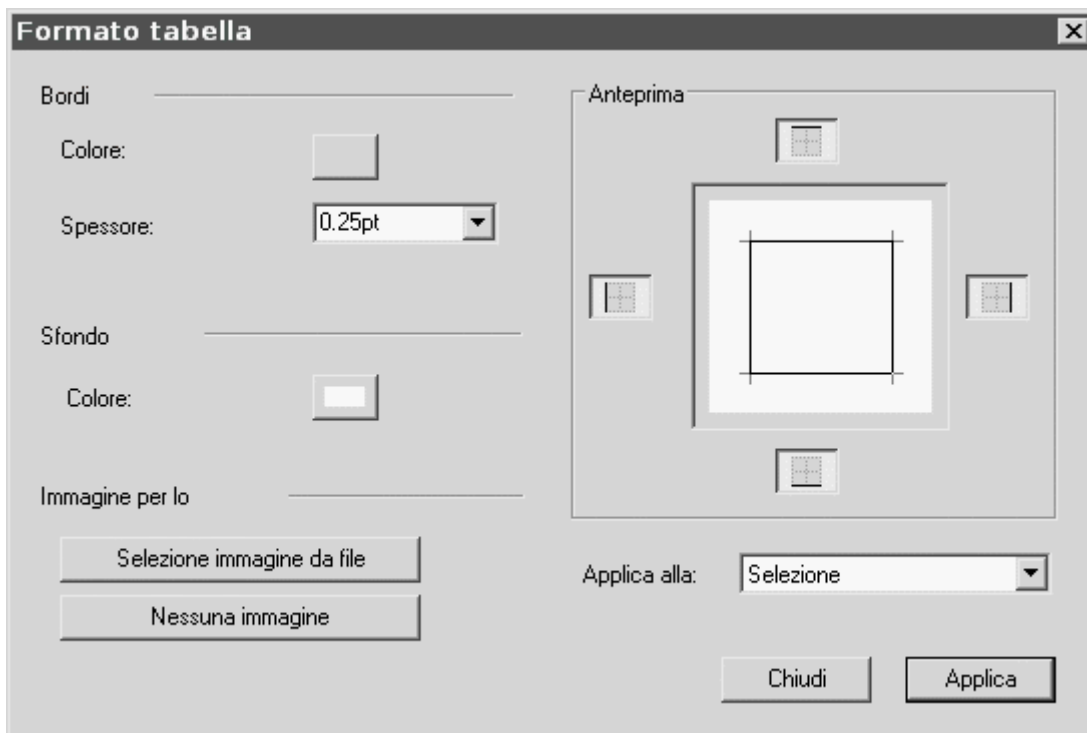 Formato tabella
Bordi
Colore:
Spessore: 0.25pt
Sfondo
Colore:
Immagine per lo
Selezione immagine da file
Nessuna immagine
Anteprima
Applica alla: Selezione
Chiudi Applica